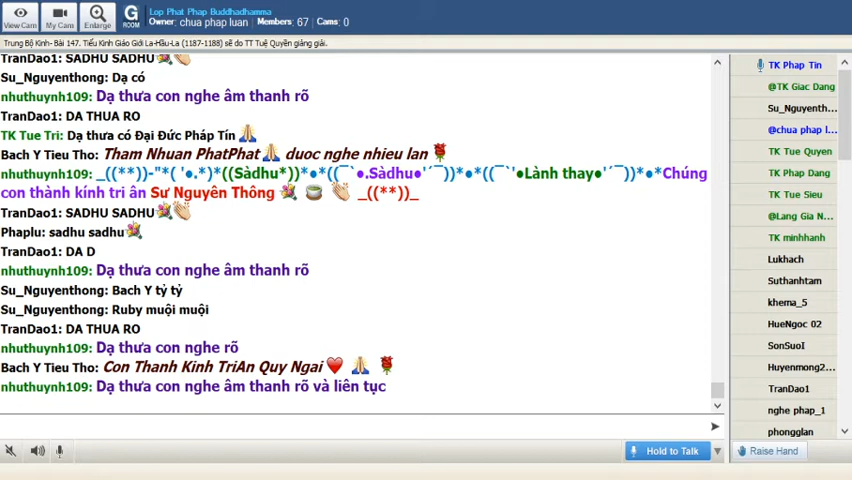 View Cam
My Cam
Enlarge
G
ROOM
Lop Phat Phap Buddhadhamma
Owner: chua phap luan Members: 67 Cams: 0
Trung Bộ Kinh- Bài 147. Tiểu Kinh Giáo Giới La-Hầu-La (1187-1188) sẽ do TT Tuệ Quyền giảng giải.
TranDao1: SADHU SADHU💐👏
Su_Nguyenthong: Dạ có
nhuthuynh109: Dạ thưa con nghe âm thanh rõ
TranDao1: DA THUA RO
TK Tue Tri: Dạ thưa có Đại Đức Pháp Tín 🙏
Bach Y Tieu Tho: Tham Nhuan PhatPhat 🙏 duoc nghe nhieu lan 🌹
nhuthuynh109: _((**))-"*( '●.*)*((Sàdhu*))*●*((¯`●.Sàdhu●'´¯))*●*((¯`'●Lành thay●'´¯))*●*Chúng
con thành kính tri ân Sư Nguyên Thông 💐 🍵 👏 _((**))_
TranDao1: SADHU SADHU💐👏
Phaplu: sadhu sadhu💐
TranDao1: DA D
nhuthuynh109: Dạ thưa con nghe âm thanh rõ
Su_Nguyenthong: Bach Y tỷ tỷ
Su_Nguyenthong: Ruby muội muội
TranDao1: DA THUA RO
nhuthuynh109: Dạ thưa con nghe rõ
Bach Y Tieu Tho: Con Thanh Kinh TriAn Quy Ngai ❤️ 🙏 🌹
nhuthuynh109: Dạ thưa con nghe âm thanh rõ và liên tục
Hold to Talk
TK Phap Tin
@TK Giac Dang
Su_Nguyenth...
@chua phap l...
TK Tue Quyen
TK Phap Dang
TK Tue Sieu
@Lang Gia N...
TK minhhanh
Lukhach
Suthanhtam
khema_5
HueNgoc 02
SonSuoI
Huyenmong2...
TranDao1
nghe phap_1
phongglan
Raise Hand